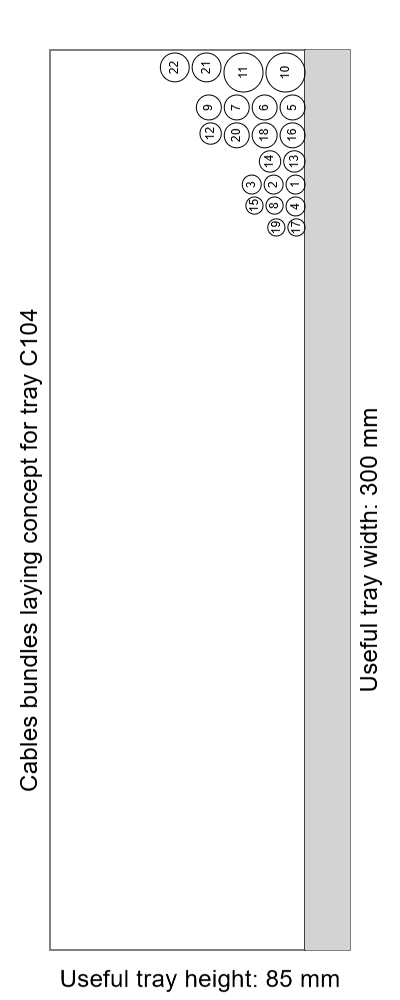 Cables bundles laying concept for tray C104
22 21 11 10
9 7 6 5
12 20 18 16
14 13
3 2 1
15 8 4
19 17
Useful tray width: 300 mm
Useful tray height: 85 mm